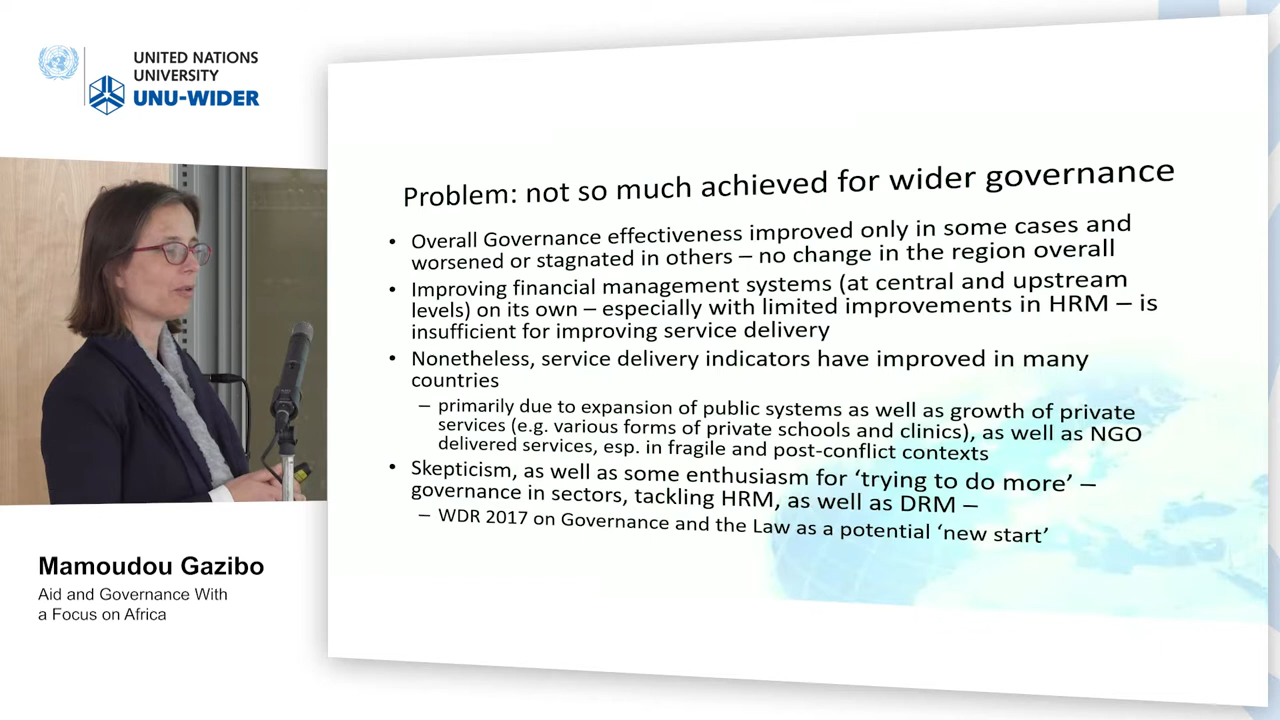 UNITED NATIONS
UNIVERSITY
UNU-WIDER
Problem: not so much achieved for wider governance
• Overall Governance effectiveness improved only in some cases and
worsened or stagnated in others – no change in the region overall
• Improving financial management systems (at central and upstream
levels) on its own – especially with limited improvements in HRM – is
insufficient for improving service delivery
• Nonetheless, service delivery indicators have improved in many
countries
– primarily due to expansion of public systems as well as growth of private
services (e.g. various forms of private schools and clinics), as well as NGO
delivered services, esp. in fragile and post-conflict contexts
• Skepticism, as well as some enthusiasm for ‘trying to do more’ –
governance in sectors, tackling HRM, as well as DRM –
– WDR 2017 on Governance and the Law as a potential ‘new start’
Mamoudou Gazibo
Aid and Governance With
a Focus on Africa